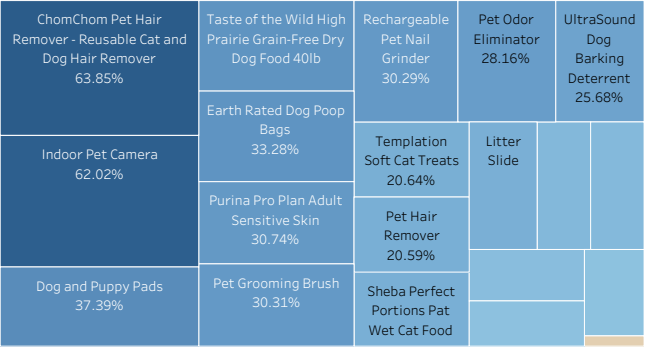 ChomChom Pet Hair
Remover - Reusable Cat and
Dog Hair Remover
63.85%
Indoor Pet Camera
62.02%
Dog and Puppy Pads
37.39%
Taste of the Wild High
Prairie Grain-Free Dry
Dog Food 40lb
Earth Rated Dog Poop
Bags
33.28%
Purina Pro Plan Adult
Sensitive Skin
30.74%
Pet Grooming Brush
30.31%
Rechargeable
Pet Nail
Grinder
30.29%
Pet Odor
Eliminator
28.16%
UltraSound
Dog
Barking
Deterrent
25.68%
Templation
Soft Cat Treats
20.64%
Pet Hair
Remover
20.59%
Sheba Perfect
Portions Pat
Wet Cat Food
Litter
Slide